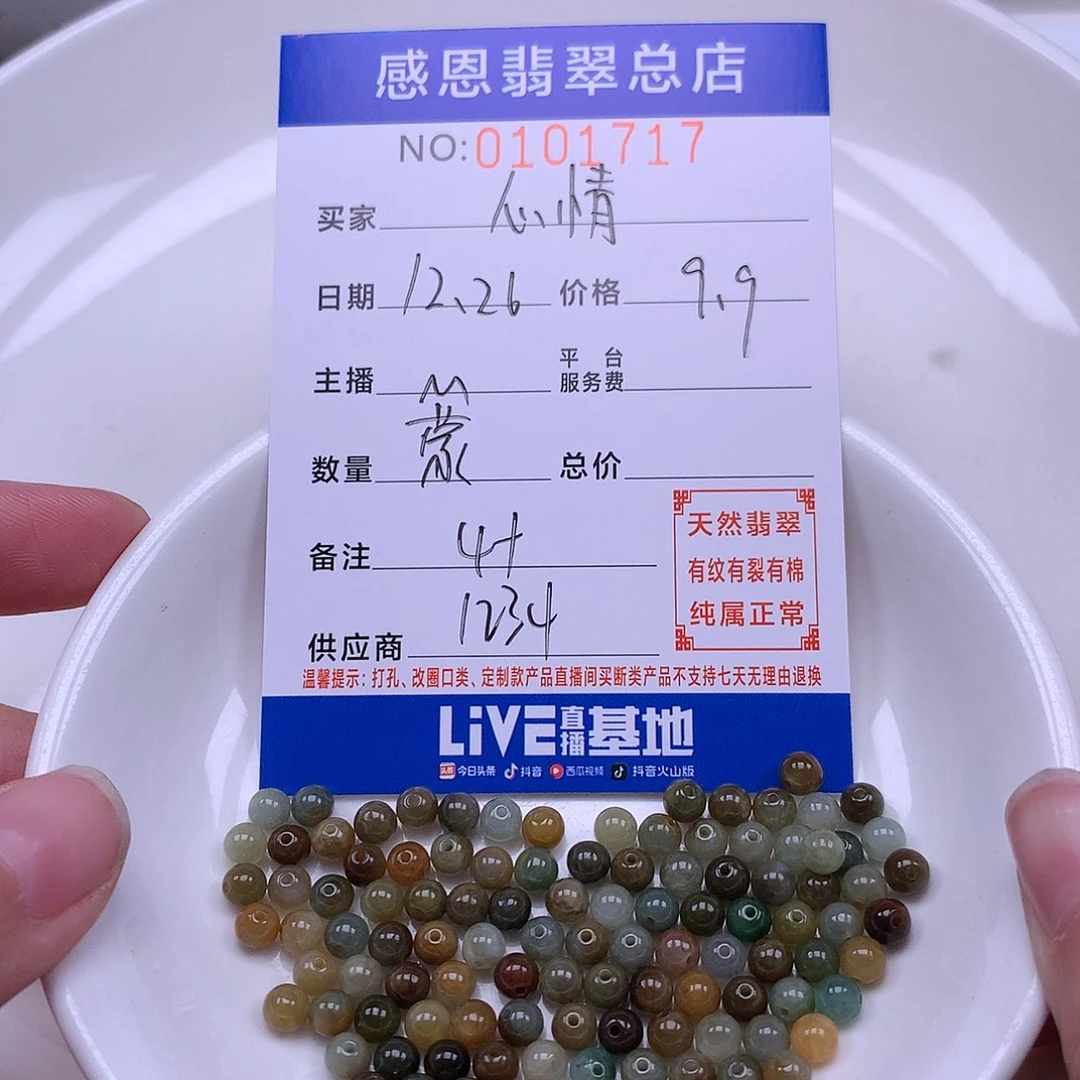 感恩翡翠总店
NO:0101717
买家 心情
日期 12、26 价格 9.9
主播 平台
服务费
数量 蒙 总价
备注 4+
供应商 1234
天然翡翠
有纹有裂有棉
纯属正常
温馨提示：打孔、改圈口类、定制款产品直播间买断类产品不支持七天无理由退换
LiVE直播基地
头条 今日头条 抖音 西瓜视频 抖音火山版